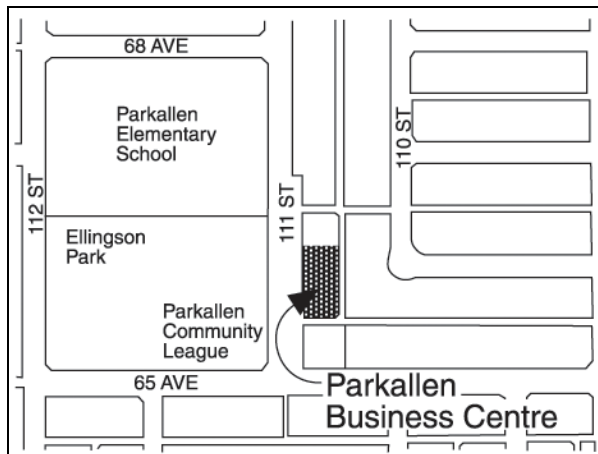 68 AVE
Parkallen
Elementary
School
110 ST
112 ST
111 ST
Ellingson
Park
Parkallen
Community
League
65 AVE
Parkallen
Business Centre